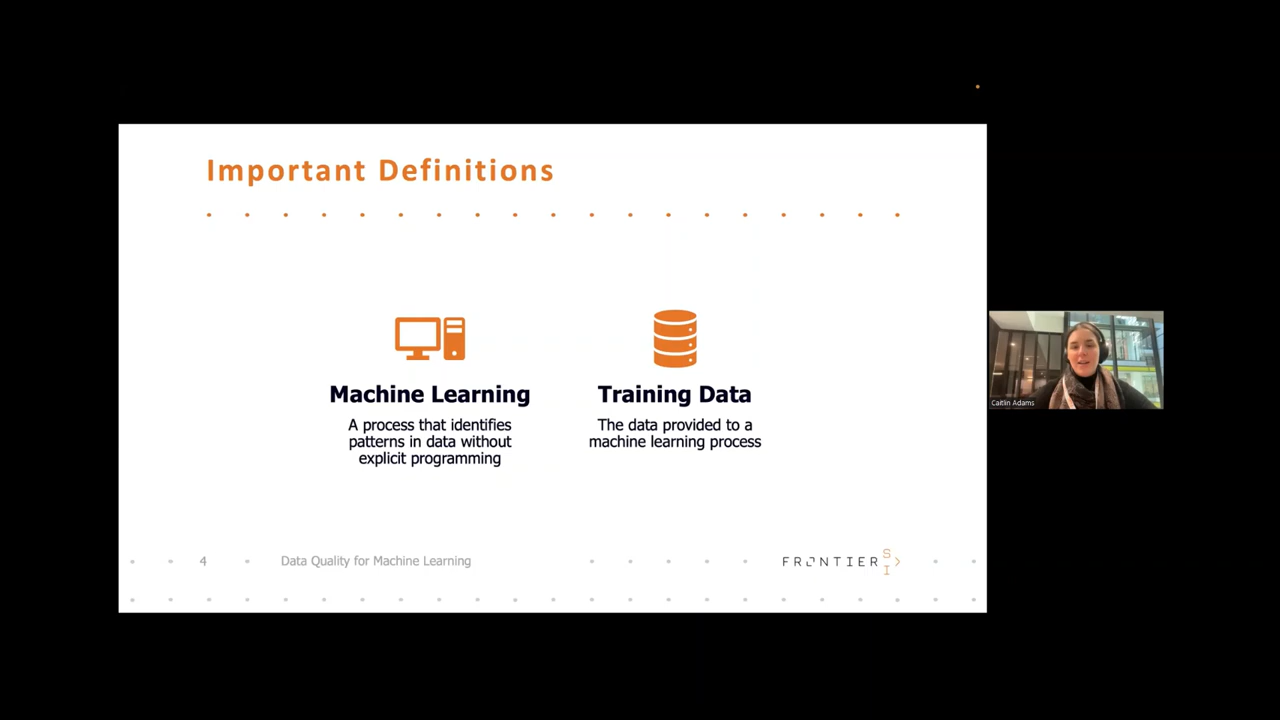 Important Definitions
Machine Learning
A process that identifies
patterns in data without
explicit programming
Training Data
The data provided to a
machine learning process
Caitlin Adams
4
Data Quality for Machine Learning
FRONTIER SI